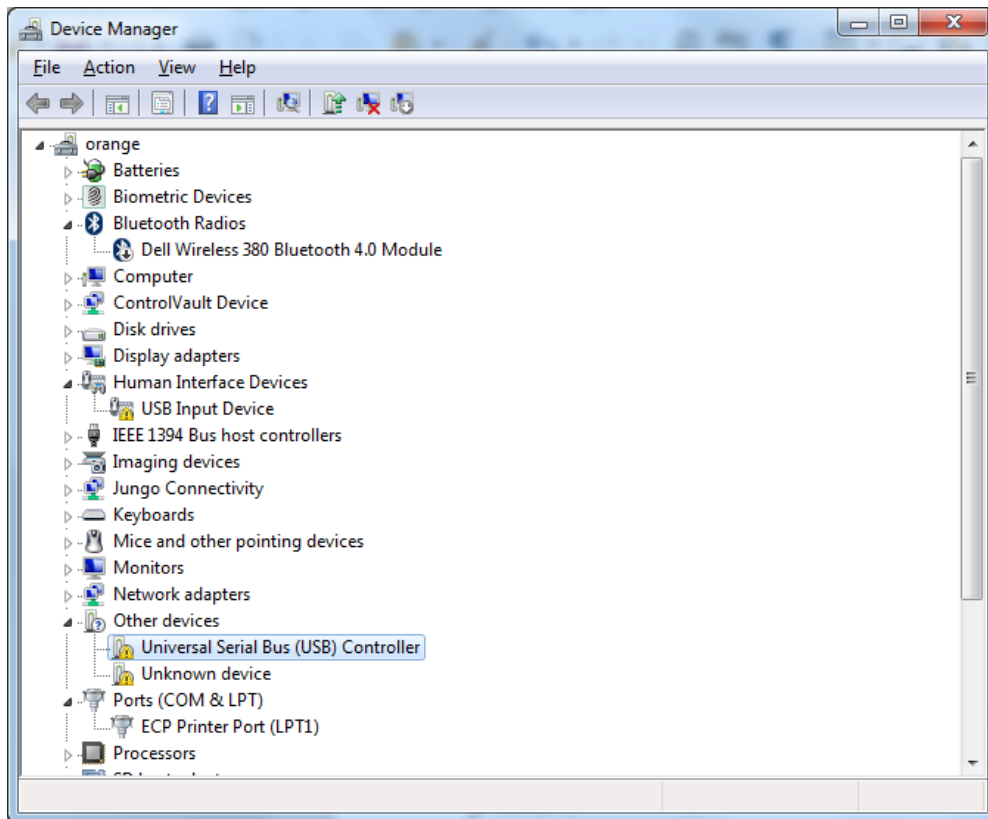 Device Manager
File Action View Help
orange
Batteries
Biometric Devices
Bluetooth Radios
Dell Wireless 380 Bluetooth 4.0 Module
Computer
ControlVault Device
Disk drives
Display adapters
Human Interface Devices
USB Input Device
IEEE 1394 Bus host controllers
Imaging devices
Jungo Connectivity
Keyboards
Mice and other pointing devices
Monitors
Network adapters
Other devices
Universal Serial Bus (USB) Controller
Unknown device
Ports (COM & LPT)
ECP Printer Port (LPT1)
Processors